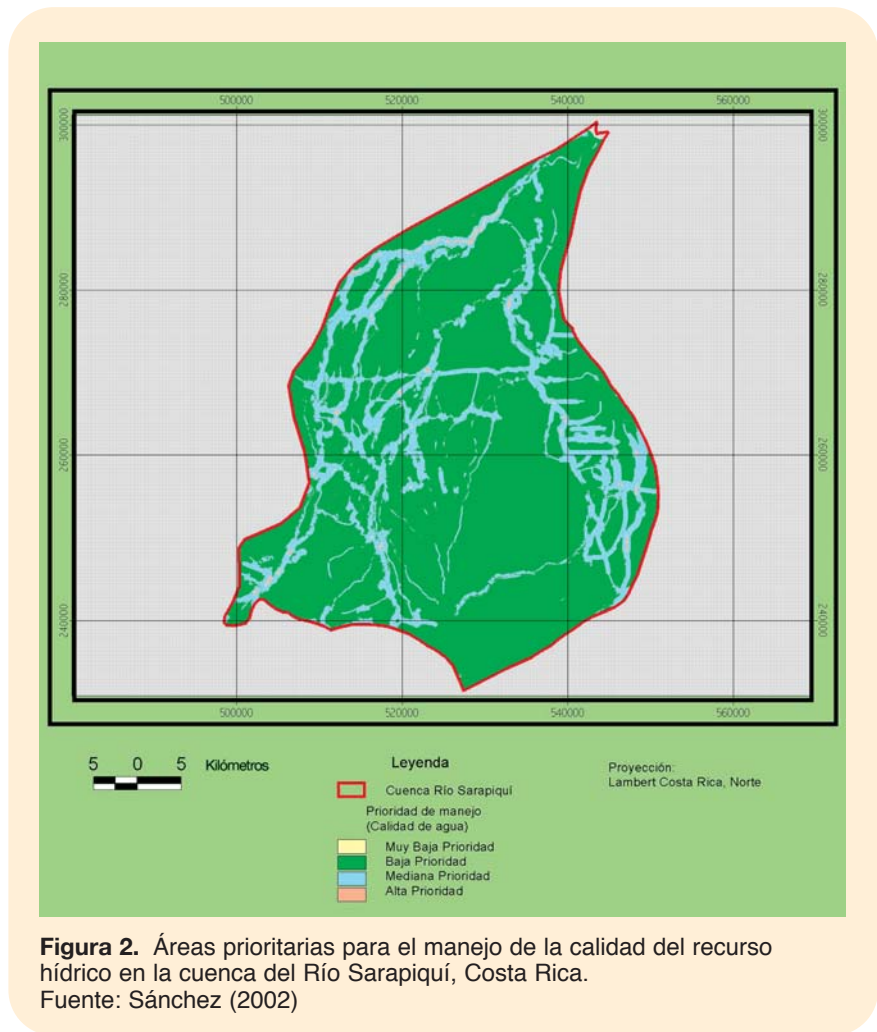 500000 520000 540000 560000
300000 300000
280000 280000
260000 260000
240000 240000
500000 520000 540000 560000
5 0 5 Kilómetros
Leyenda
Cuenca Río Sarapiquí
Prioridad de manejo
(Calidad de agua)
Muy Baja Prioridad
Baja Prioridad
Mediana Prioridad
Alta Prioridad
Proyección:
Lambert Costa Rica, Norte
Figura 2. Áreas prioritarias para el manejo de la calidad del recurso
hídrico en la cuenca del Río Sarapiquí, Costa Rica.
Fuente: Sánchez (2002)